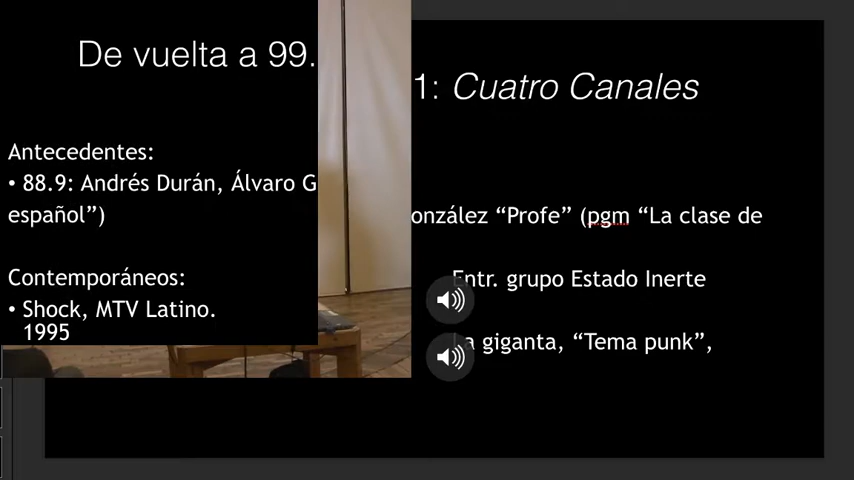 De vuelta a 99.
1: Cuatro Canales
Antecedentes:
• 88.9: Andrés Durán, Álvaro G
onzález “Profe” (pgm “La clase de
español”)
Contemporáneos:
Entr. grupo Estado Inerte
• Shock, MTV Latino.
1995
La giganta, “Tema punk”,